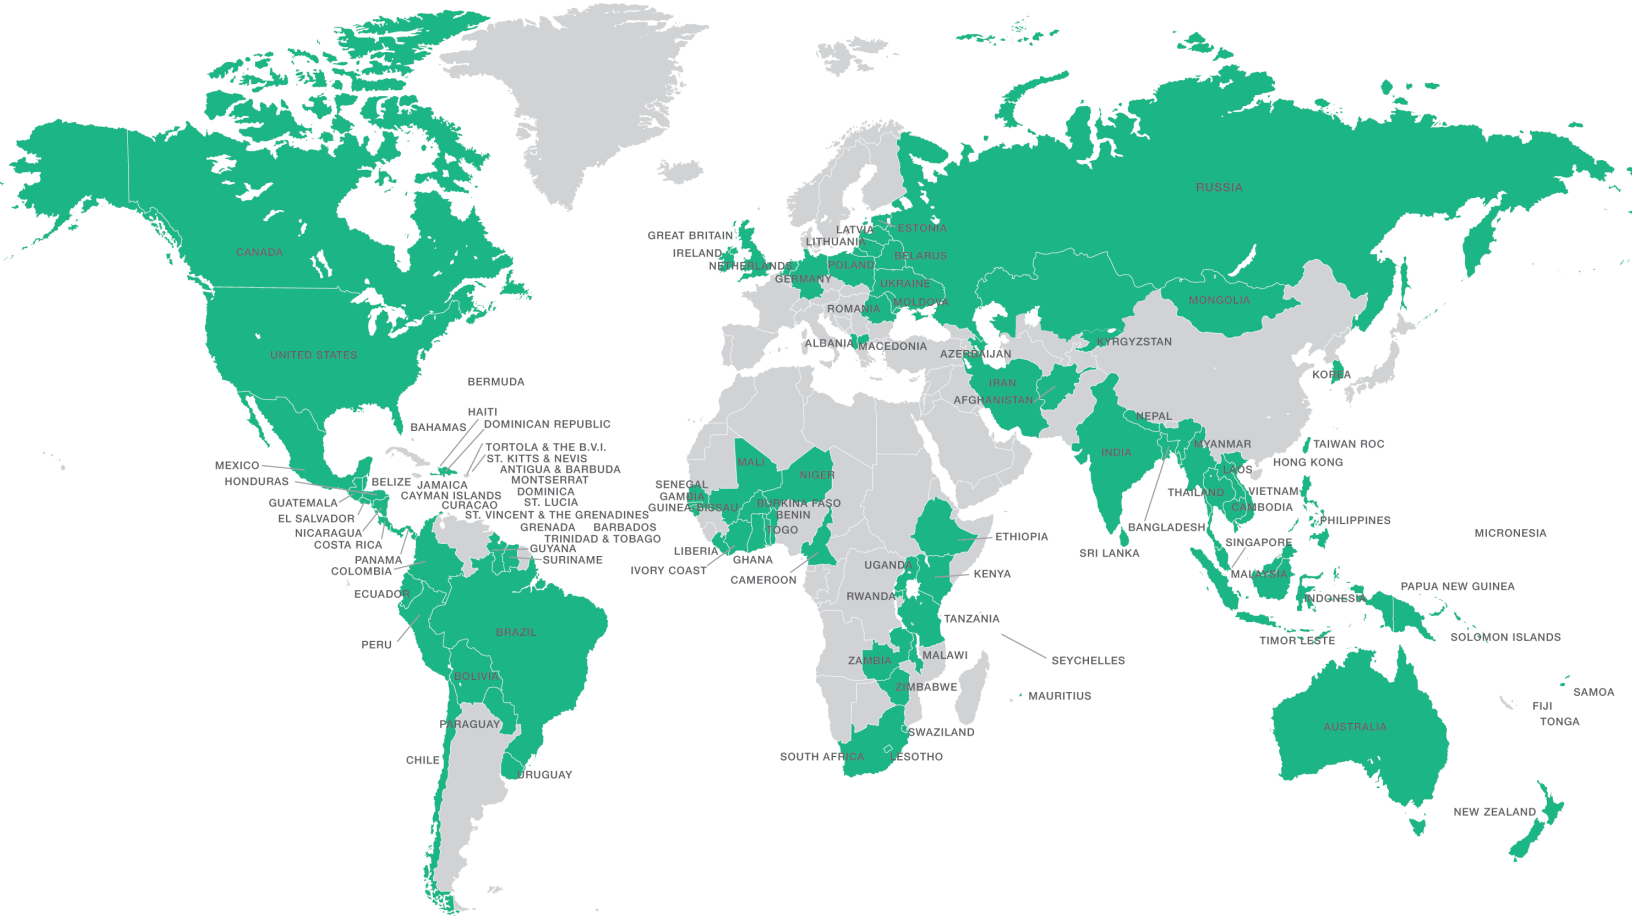 RUSSIA
CANADA
UNITED STATES
GREAT BRITAIN
IRELAND
NETHERLANDS
GERMANY
LATVIA
LITHUANIA
ESTONIA
BELARUS
POLAND
UKRAINE
MOLDOVA
ROMANIA
ALBANIA
MACEDONIA
AZERBAIJAN
IRAN
AFGHANISTAN
KYRGYZSTAN
MONGOLIA
KOREA
NEPAL
INDIA
MYANMAR
LAOS
THAILAND
VIETNAM
CAMBODIA
BANGLADESH
SRI LANKA
TAIWAN ROC
HONG KONG
PHILIPPINES
SINGAPORE
MALAYSIA
INDONESIA
TIMOR LESTE
MICRONESIA
PAPUA NEW GUINEA
SOLOMON ISLANDS
SAMOA
FIJI
TONGA
AUSTRALIA
NEW ZEALAND
BERMUDA
HAITI
BAHAMAS
DOMINICAN REPUBLIC
TORTOLA & THE B.V.I.
ST. KITTS & NEVIS
ANTIGUA & BARBUDA
MONTSERRAT
DOMINICA
ST. LUCIA
ST. VINCENT & THE GRENADINES
GRENADA
BARBADOS
TRINIDAD & TOBAGO
GUYANA
SURINAME
MEXICO
HONDURAS
BELIZE
JAMAICA
CAYMAN ISLANDS
CURACAO
GUATEMALA
EL SALVADOR
NICARAGUA
COSTA RICA
PANAMA
COLOMBIA
ECUADOR
PERU
BRAZIL
BOLIVIA
PARAGUAY
CHILE
URUGUAY
MALI
NIGER
SENEGAL
GAMBIA
GUINEA-BISSAU
BURKINA FASO
BENIN
TOGO
LIBERIA
GHANA
IVORY COAST
CAMEROON
ETHIOPIA
UGANDA
KENYA
RWANDA
TANZANIA
SEYCHELLES
MALAWI
ZAMBIA
ZIMBABWE
MAURITIUS
SWAZILAND
SOUTH AFRICA
LESOTHO